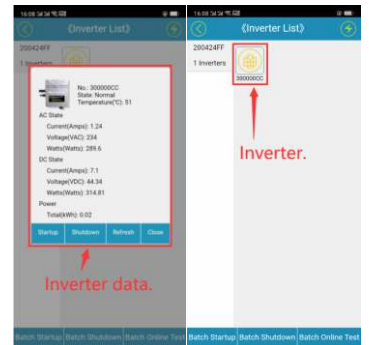 16:08
《Inverter List》
200424FF
1 Inverters
No.: 300000CC
State: Normal
Temperature(℃): 51
AC State
Current(Amps): 1.24
Voltage(VAC): 234
Watts(Watts): 289.6
DC State
Current(Amps): 7.1
Voltage(VDC): 44.34
Watts(Watts): 314.81
Power
Total(kWh): 0.02
Startup Shutdown Refresh Close
Inverter data.
Batch Startup Batch Shutdown Batch Online Test
16:08
《Inverter List》
200424FF
1 Inverters
300000CC
Inverter.
Batch Startup Batch Shutdown Batch Online Test